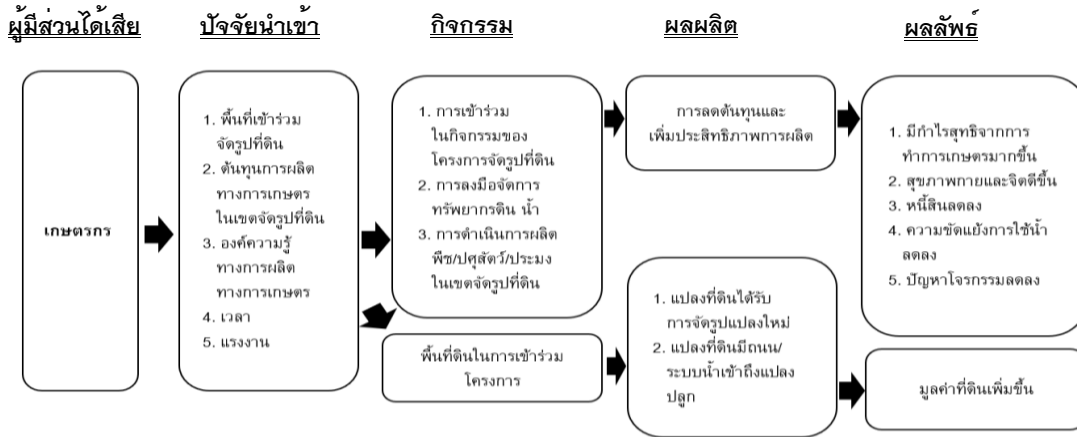 ผู้มีส่วนได้เสีย
ปัจจัยนำเข้า
กิจกรรม
ผลผลิต
ผลลัพธ์
เกษตรกร
1. พื้นที่เข้าร่วม
จัดรูปที่ดิน
2. ต้นทุนการผลิต
ทางการเกษตร
ในเขตจัดรูปที่ดิน
3. องค์ความรู้
ทางการผลิต
ทางการเกษตร
4. เวลา
5. แรงงาน
1. การเข้าร่วม
ในกิจกรรมของ
โครงการจัดรูปที่ดิน
2. การลงมือจัดการ
ทรัพยากรดิน น้ำ
3. การดำเนินการผลิต
พืช/ปศุสัตว์/ประมง
ในเขตจัดรูปที่ดิน
พื้นที่ดินในการเข้าร่วม
โครงการ
การลดต้นทุนและ
เพิ่มประสิทธิภาพการผลิต
1. แปลงที่ดินได้รับ
การจัดรูปแปลงใหม่
2. แปลงที่ดินมีถนน/
ระบบน้ำเข้าถึงแปลง
ปลูก
1. มีกำไรสุทธิจากการ
ทำการเกษตรมากขึ้น
2. สุขภาพกายและจิตดีขึ้น
3. หนี้สินลดลง
4. ความขัดแย้งการใช้น้ำ
ลดลง
5. ปัญหาโจรกรรมลดลง
มูลค่าที่ดินเพิ่มขึ้น